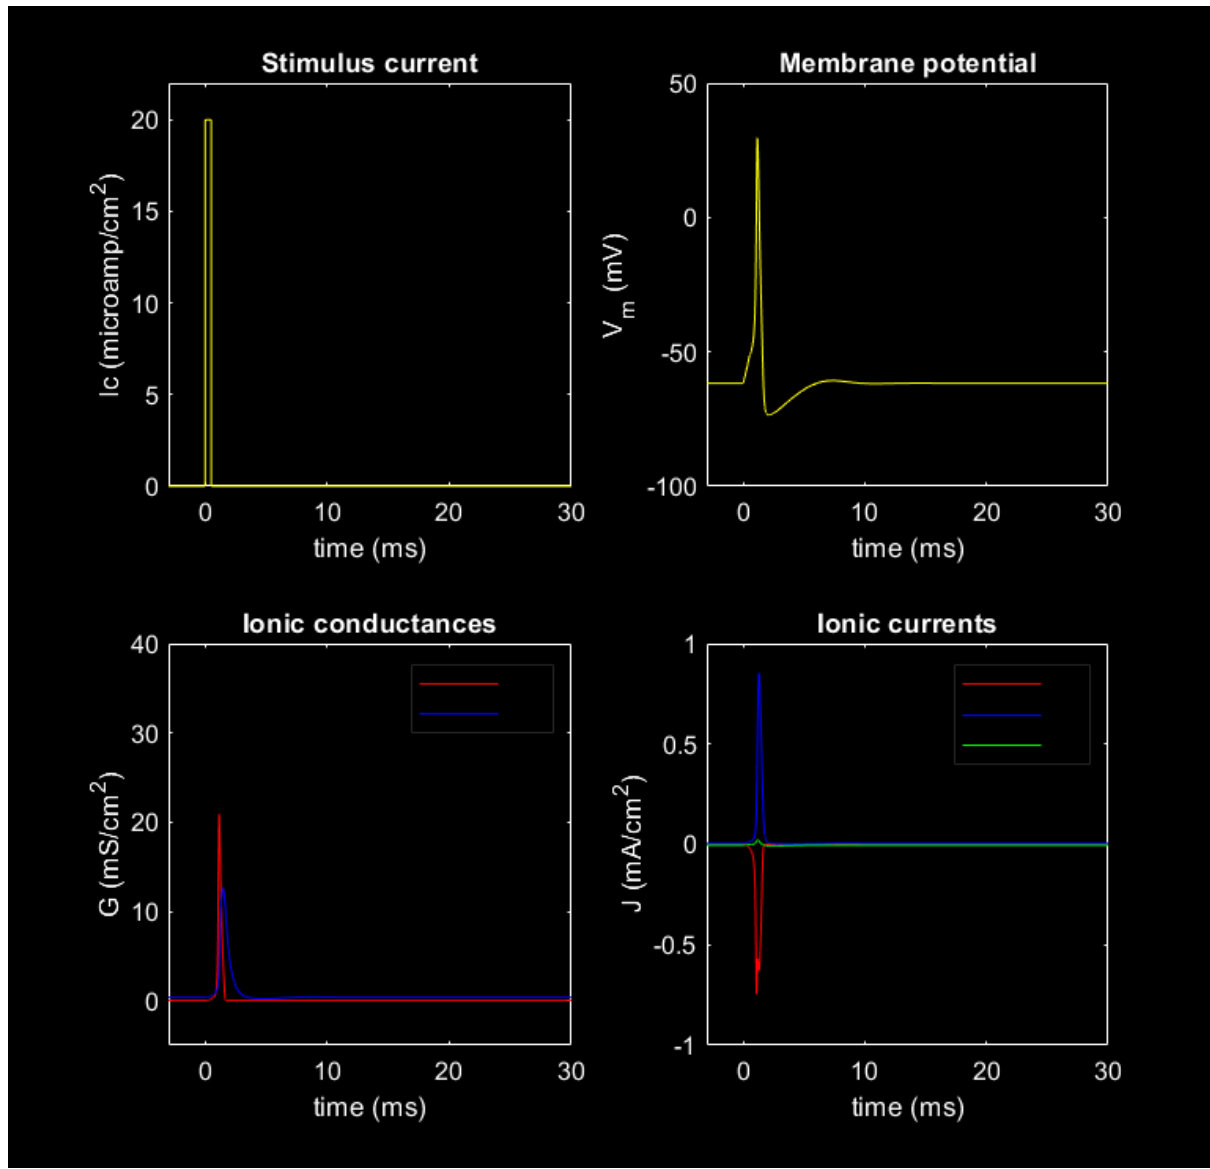 Stimulus current
20
15
10
5
0
Ic (microamp/cm²)
0 10 20 30
time (ms)
Membrane potential
50
0
-50
-100
Vₘ (mV)
0 10 20 30
time (ms)
Ionic conductances
40
30
20
10
0
G (mS/cm²)
0 10 20 30
time (ms)
Ionic currents
1
0.5
0
-0.5
-1
J (mA/cm²)
0 10 20 30
time (ms)